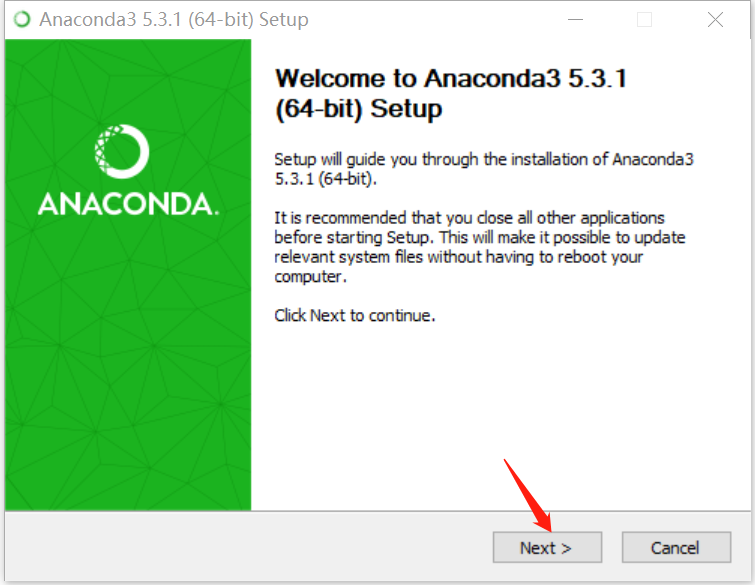 Anaconda3 5.3.1 (64-bit) Setup
ANACONDA.
Welcome to Anaconda3 5.3.1
(64-bit) Setup
Setup will guide you through the installation of Anaconda3
5.3.1 (64-bit).
It is recommended that you close all other applications
before starting Setup. This will make it possible to update
relevant system files without having to reboot your
computer.
Click Next to continue.
Next >
Cancel